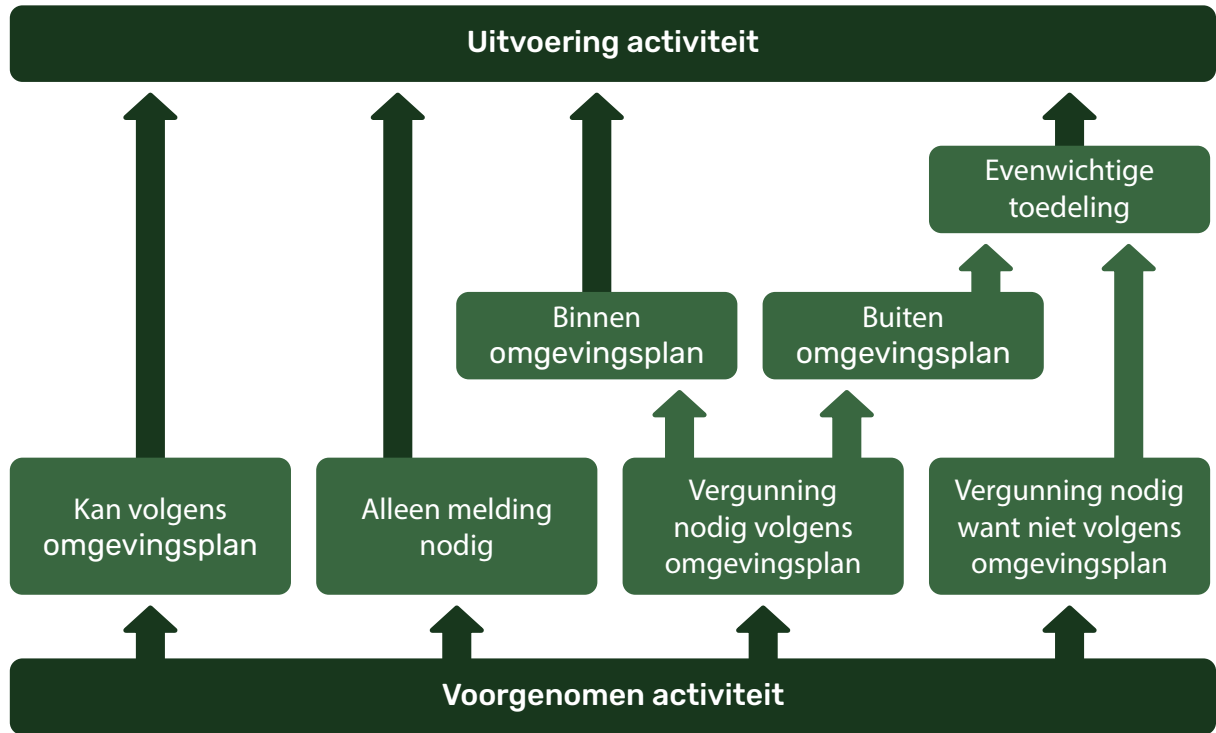 Uitvoering activiteit
Evenwichtige
toedeling
Binnen
omgevingsplan
Buiten
omgevingsplan
Kan volgens
omgevingsplan
Alleen melding
nodig
Vergunning
nodig volgens
omgevingsplan
Vergunning nodig
want niet volgens
omgevingsplan
Voorgenomen activiteit